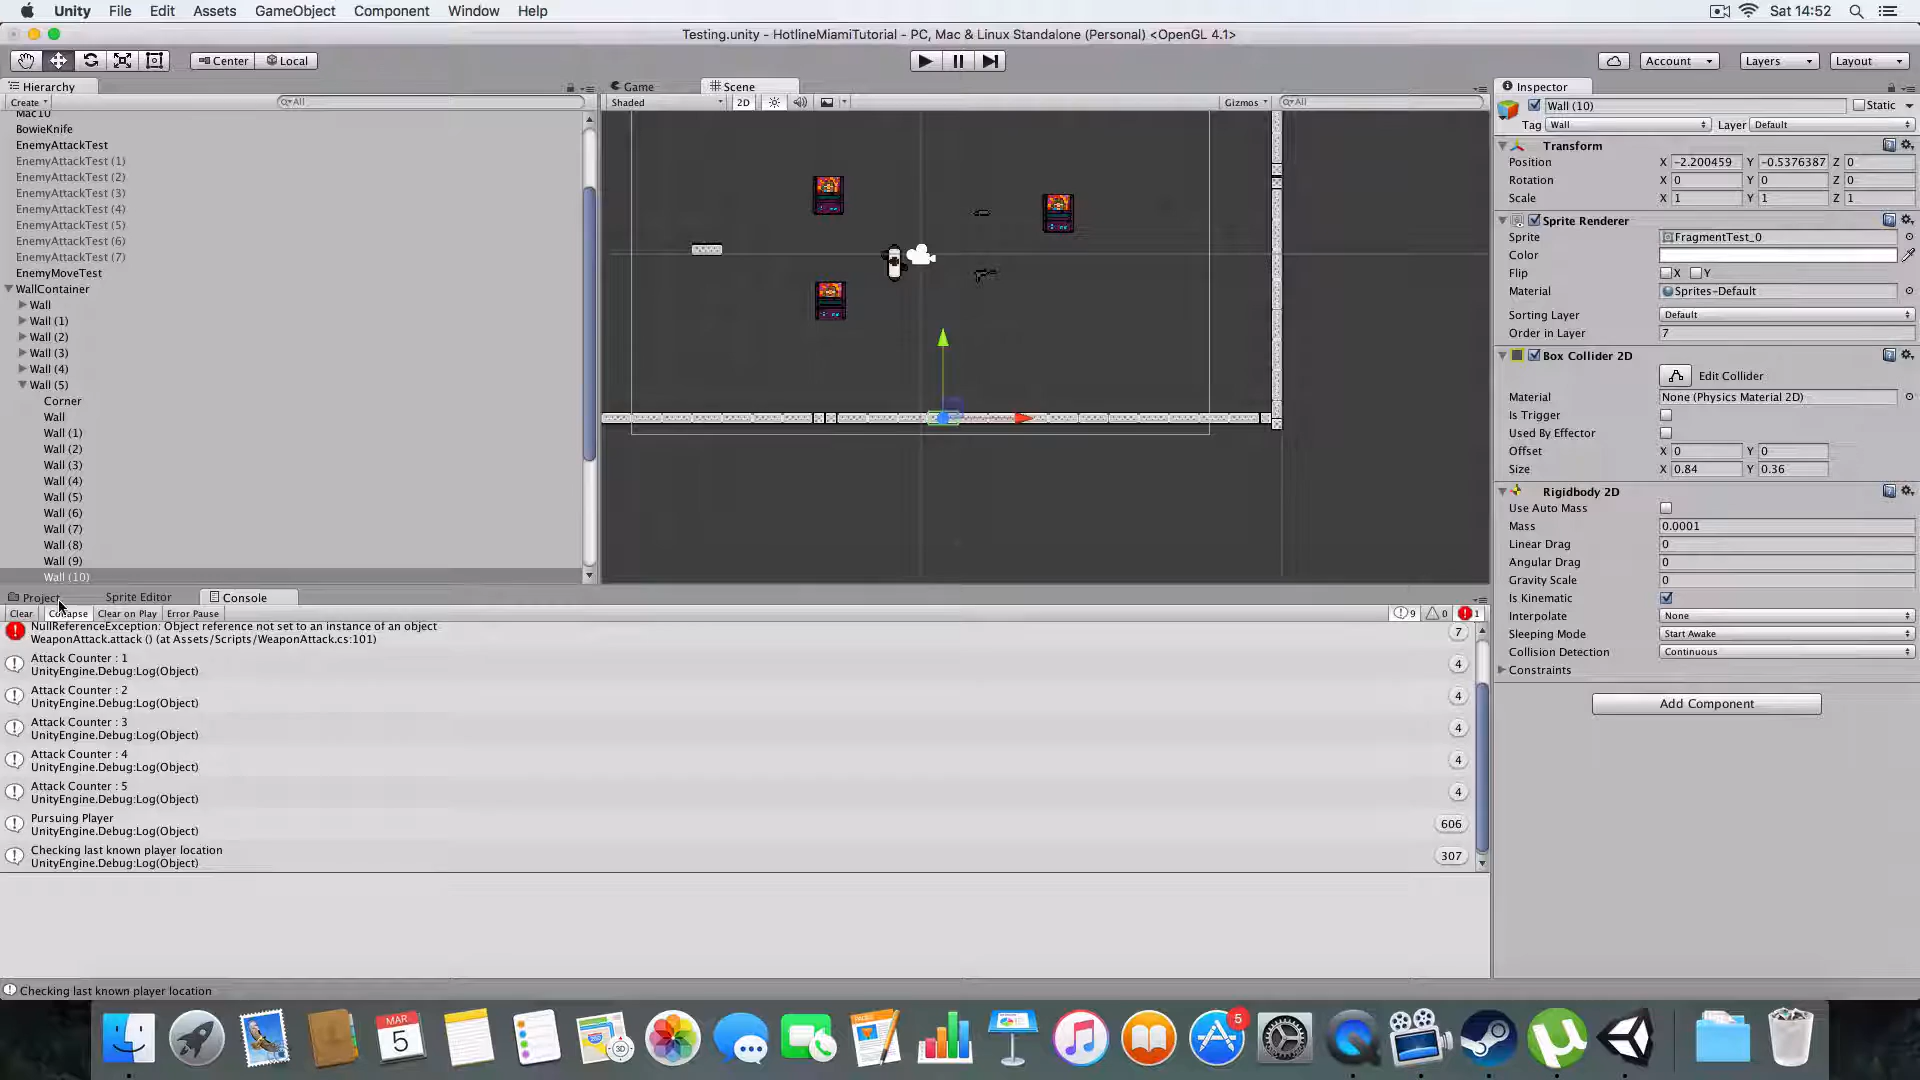 Unity File Edit Assets GameObject Component Window Help Sat 14:52
Testing.unity - HotlineMiamiTutorial - PC, Mac & Linux Standalone (Personal) <OpenGL 4.1>
Center Local Account Layers Layout
Hierarchy
Create All
Mac10
BowieKnife
EnemyAttackTest
EnemyAttackTest (1)
EnemyAttackTest (2)
EnemyAttackTest (3)
EnemyAttackTest (4)
EnemyAttackTest (5)
EnemyAttackTest (6)
EnemyAttackTest (7)
EnemyMoveTest
WallContainer
Wall
Wall (1)
Wall (2)
Wall (3)
Wall (4)
Wall (5)
Corner
Wall
Wall (1)
Wall (2)
Wall (3)
Wall (4)
Wall (5)
Wall (6)
Wall (7)
Wall (8)
Wall (9)
Wall (10)
Game Scene
Shaded 2D Gizmos All
Inspector
Wall (10) Static
Tag Wall Layer Default
Transform
Position X -2.200459 Y -0.5376387 Z 0
Rotation X 0 Y 0 Z 0
Scale X 1 Y 1 Z 1
Sprite Renderer
Sprite FragmentTest_0
Color
Flip X Y
Material Sprites-Default
Sorting Layer Default
Order in Layer 7
Box Collider 2D
Edit Collider
Material None (Physics Material 2D)
Is Trigger
Used By Effector
Offset X 0 Y 0
Size X 0.84 Y 0.36
Rigidbody 2D
Use Auto Mass
Mass 0.0001
Linear Drag 0
Angular Drag 0
Gravity Scale 0
Is Kinematic
Interpolate None
Sleeping Mode Start Awake
Collision Detection Continuous
Constraints
Add Component
Project Sprite Editor Console
Clear Collapse Clear on Play Error Pause 9 0 1
NullReferenceException: Object reference not set to an instance of an object
WeaponAttack.attack () (at Assets/Scripts/WeaponAttack.cs:101) 7
Attack Counter : 1
UnityEngine.Debug:Log(Object) 4
Attack Counter : 2
UnityEngine.Debug:Log(Object) 4
Attack Counter : 3
UnityEngine.Debug:Log(Object) 4
Attack Counter : 4
UnityEngine.Debug:Log(Object) 4
Attack Counter : 5
UnityEngine.Debug:Log(Object) 4
Pursuing Player
UnityEngine.Debug:Log(Object) 606
Checking last known player location
UnityEngine.Debug:Log(Object) 307
Checking last known player location
MAR
5
PAGES
3D
5